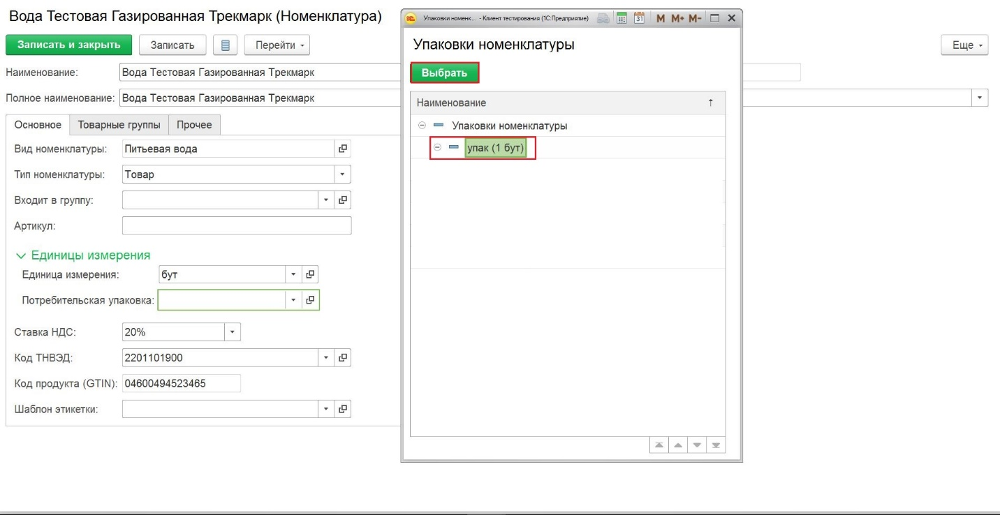 Вода Тестовая Газированная Трекмарк (Номенклатура)
Записать и закрыть
Записать
Перейти
Еще
Наименование:
Вода Тестовая Газированная Трекмарк
Полное наименование:
Вода Тестовая Газированная Трекмарк
Основное
Товарные группы
Прочее
Вид номенклатуры:
Питьевая вода
Тип номенклатуры:
Товар
Входит в группу:
Артикул:
Единицы измерения
Единица измерения:
бут
Потребительская упаковка:
Ставка НДС:
20%
Код ТНВЭД:
2201101900
Код продукта (GTIN):
04600494523465
Шаблон этикетки:
Упаковки номенк... - Клиент тестирования (1С:Предприятие)
31
M M+ M-
Упаковки номенклатуры
Выбрать
Наименование
Упаковки номенклатуры
упак (1 бут)